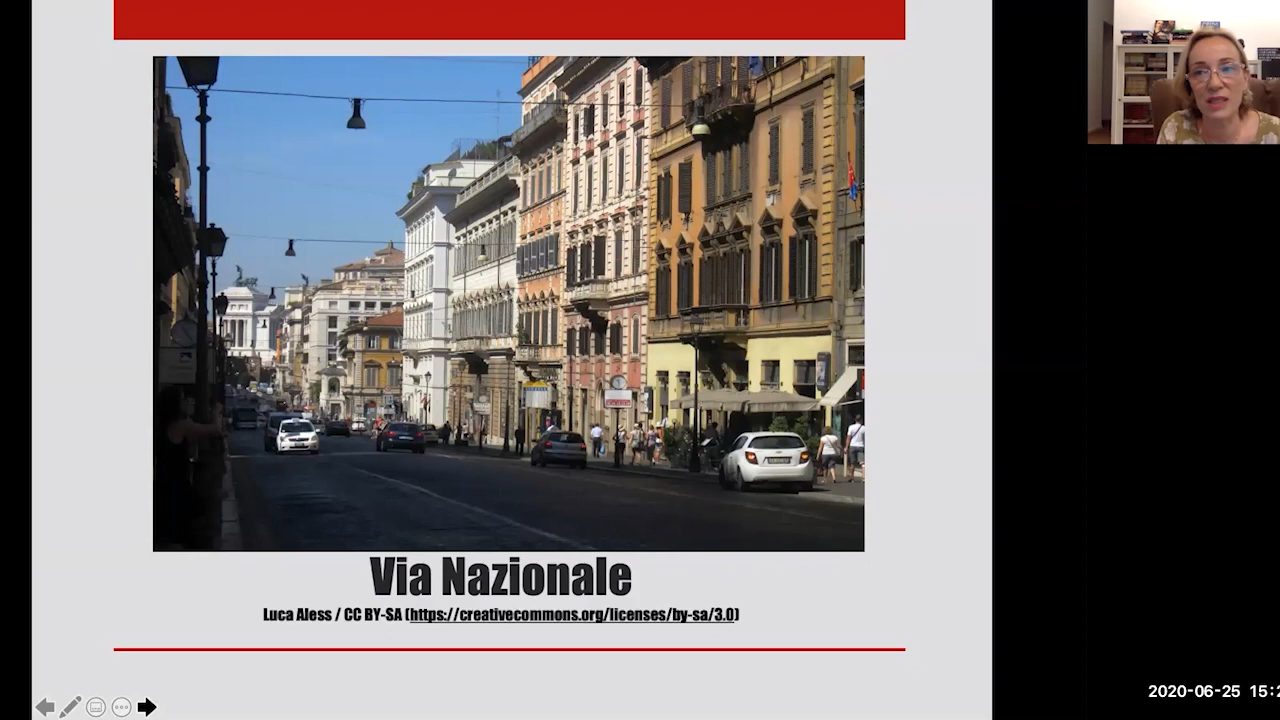 Via Nazionale
Luca Aless / CC BY-SA (https://creativecommons.org/licenses/by-sa/3.0)
2020-06-25 15:2